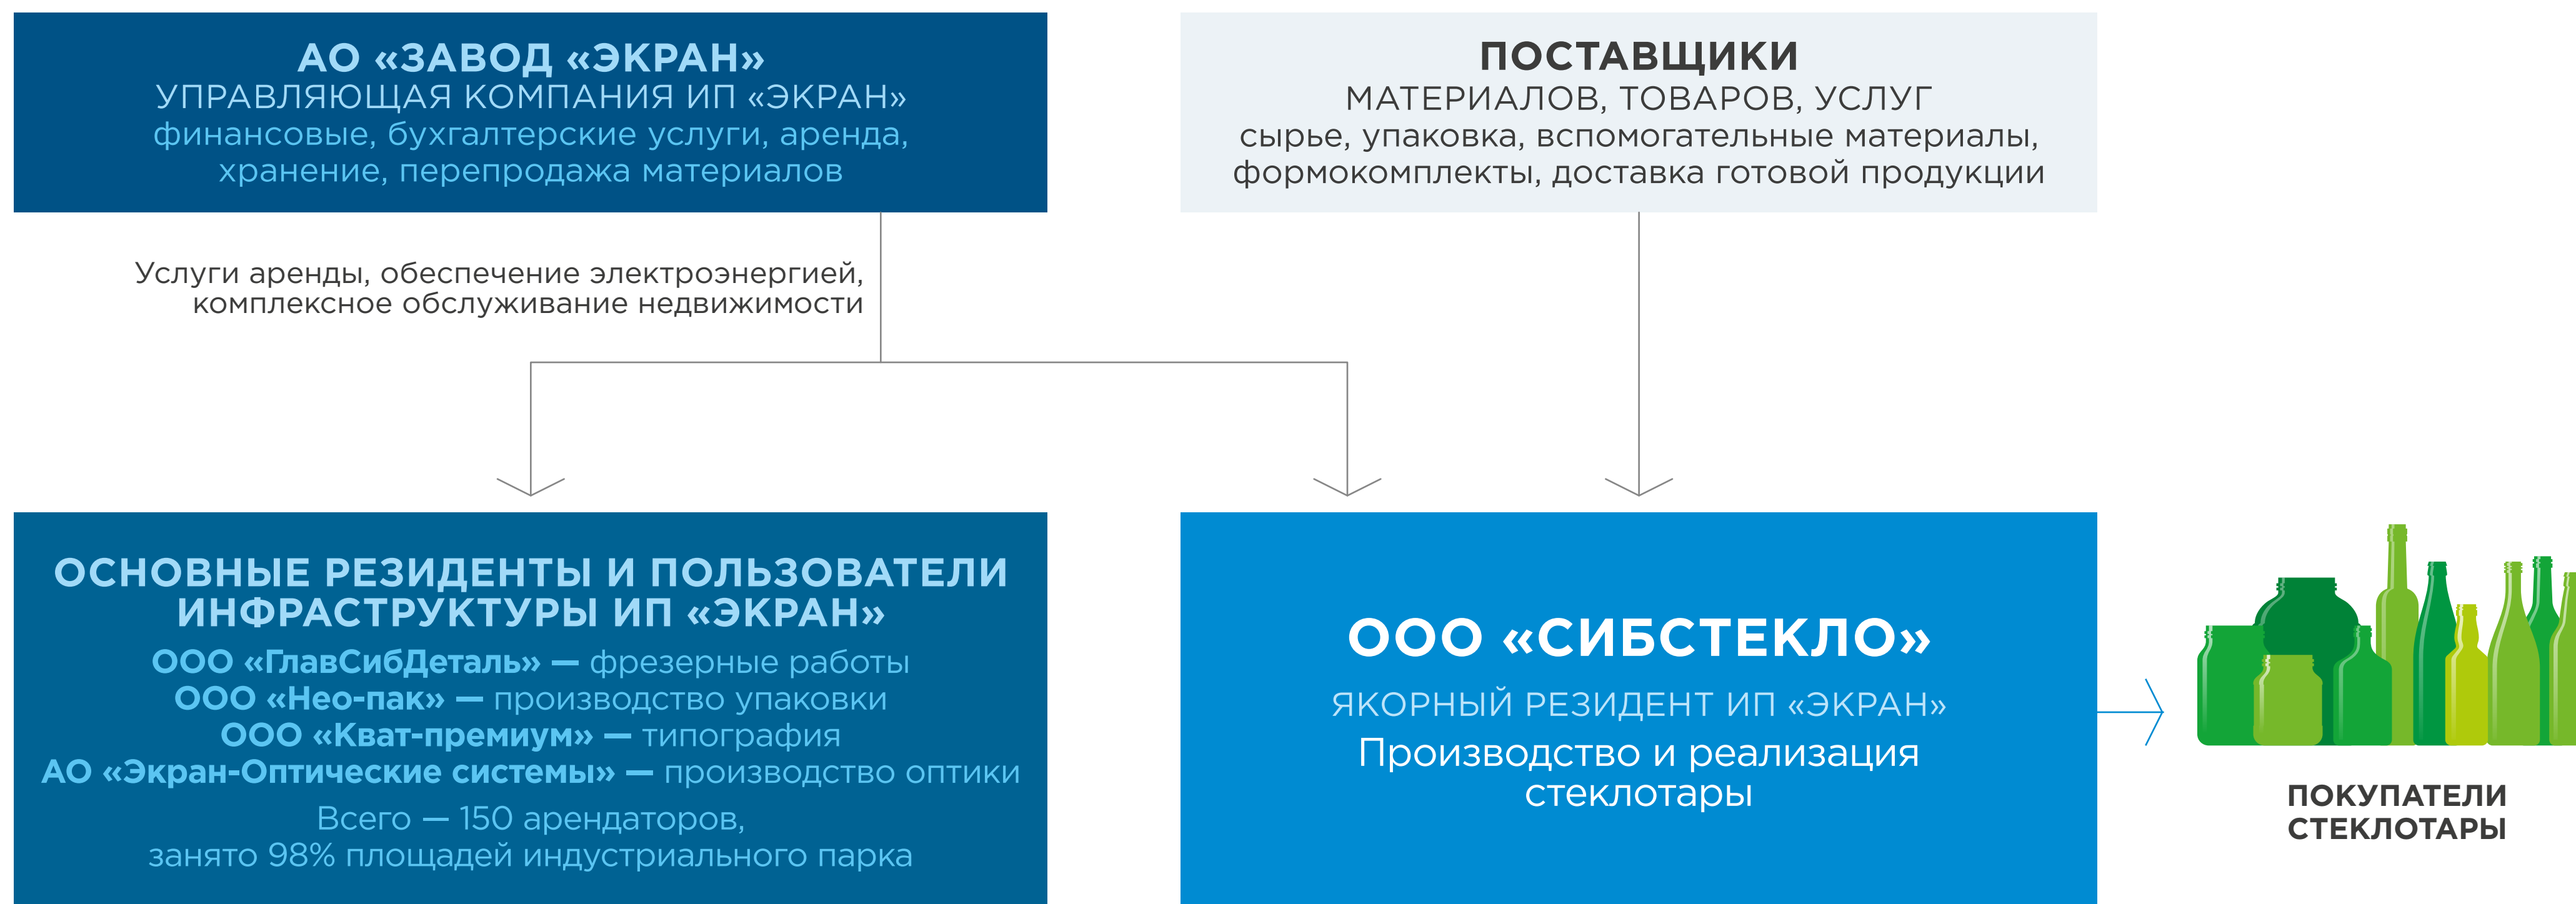 АО «ЗАВОД «ЭКРАН»
УПРАВЛЯЮЩАЯ КОМПАНИЯ ИП «ЭКРАН»
финансовые, бухгалтерские услуги, аренда,
хранение, перепродажа материалов
ПОСТАВЩИКИ
МАТЕРИАЛОВ, ТОВАРОВ, УСЛУГ
сырье, упаковка, вспомогательные материалы,
формокомплекты, доставка готовой продукции
Услуги аренды, обеспечение электроэнергией,
комплексное обслуживание недвижимости
ОСНОВНЫЕ РЕЗИДЕНТЫ И ПОЛЬЗОВАТЕЛИ
ИНФРАСТРУКТУРЫ ИП «ЭКРАН»
ООО «ГлавСибДеталь» — фрезерные работы
ООО «Нео-пак» — производство упаковки
ООО «Кват-премиум» — типография
АО «Экран-Оптические системы» — производство оптики
Всего — 150 арендаторов,
занято 98% площадей индустриального парка
ООО «СИБСТЕКЛО»
ЯКОРНЫЙ РЕЗИДЕНТ ИП «ЭКРАН»
Производство и реализация
стеклотары
ПОКУПАТЕЛИ
СТЕКЛОТАРЫ